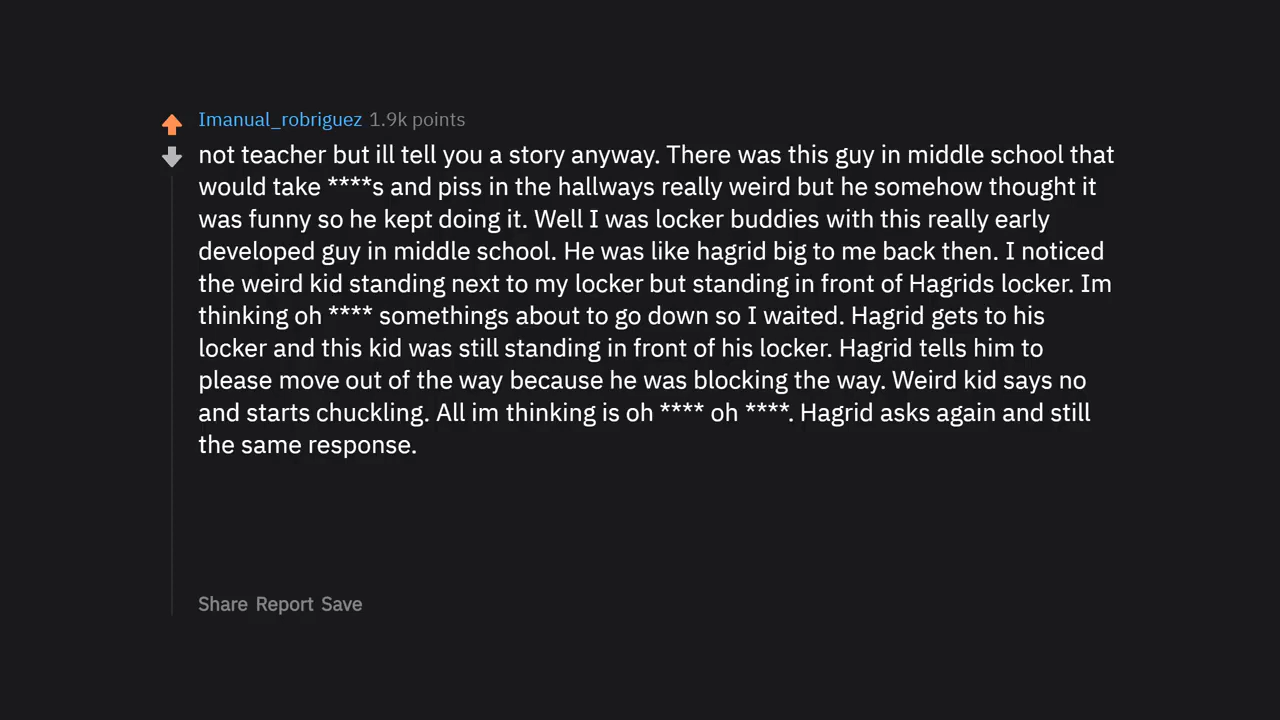 Imanual_robriguez 1.9k points
not teacher but ill tell you a story anyway. There was this guy in middle school that
would take ****s and piss in the hallways really weird but he somehow thought it
was funny so he kept doing it. Well I was locker buddies with this really early
developed guy in middle school. He was like hagrid big to me back then. I noticed
the weird kid standing next to my locker but standing in front of Hagrids locker. Im
thinking oh **** somethings about to go down so I waited. Hagrid gets to his
locker and this kid was still standing in front of his locker. Hagrid tells him to
please move out of the way because he was blocking the way. Weird kid says no
and starts chuckling. All im thinking is oh **** oh ****. Hagrid asks again and still
the same response.
Share Report Save